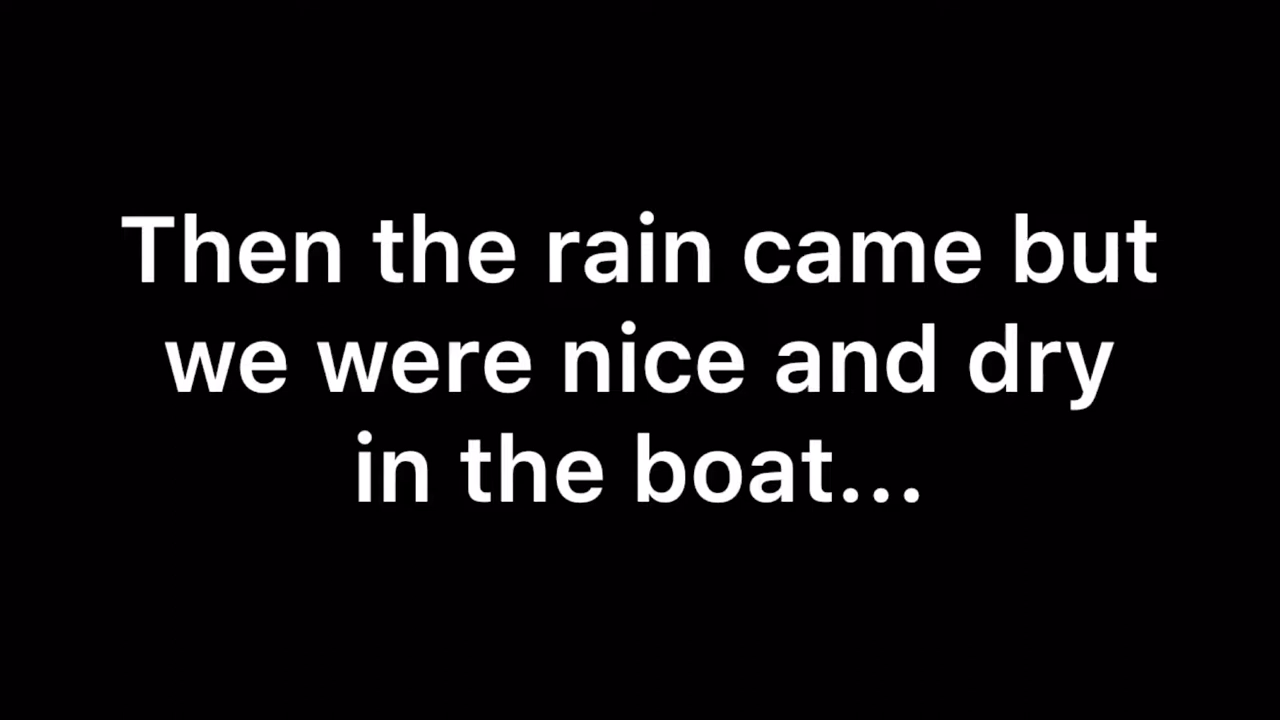 Then the rain came but
we were nice and dry
in the boat...